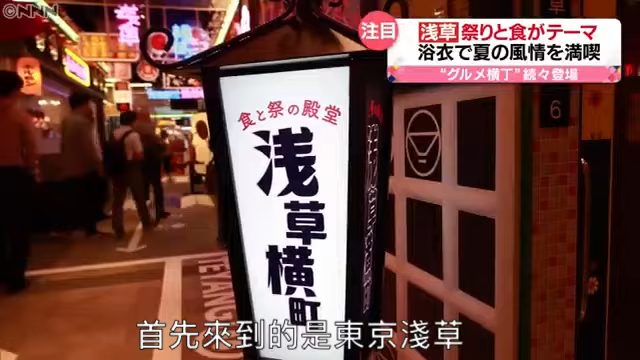 ©NNN
注目
浅草 祭りと食がテーマ
浴衣で夏の風情を満喫
“グルメ横丁”続々登場
食と祭の殿堂
浅草横町
6
首先來到的是東京淺草